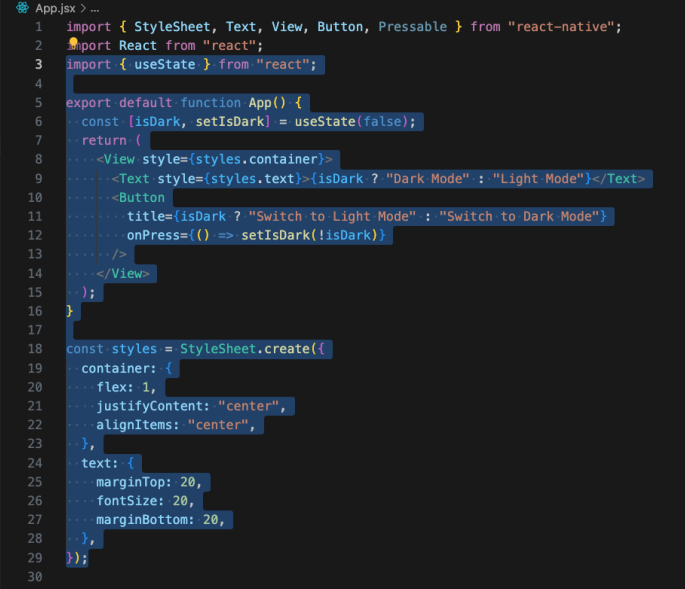 App.jsx > ...
1 import { StyleSheet, Text, View, Button, Pressable } from "react-native";
2 import React from "react";
3 import { useState } from "react";
4
5 export default function App() {
6   const [isDark, setIsDark] = useState(false);
7   return (
8     <View style={styles.container}>
9       <Text style={styles.text}>{isDark ? "Dark Mode" : "Light Mode"}</Text>
10       <Button
11         title={isDark ? "Switch to Light Mode" : "Switch to Dark Mode"}
12         onPress={() => setIsDark(!isDark)}
13       />
14     </View>
15   );
16 }
17
18 const styles = StyleSheet.create({
19   container: {
20     flex: 1,
21     justifyContent: "center",
22     alignItems: "center",
23   },
24   text: {
25     marginTop: 20,
26     fontSize: 20,
27     marginBottom: 20,
28   },
29 });
30